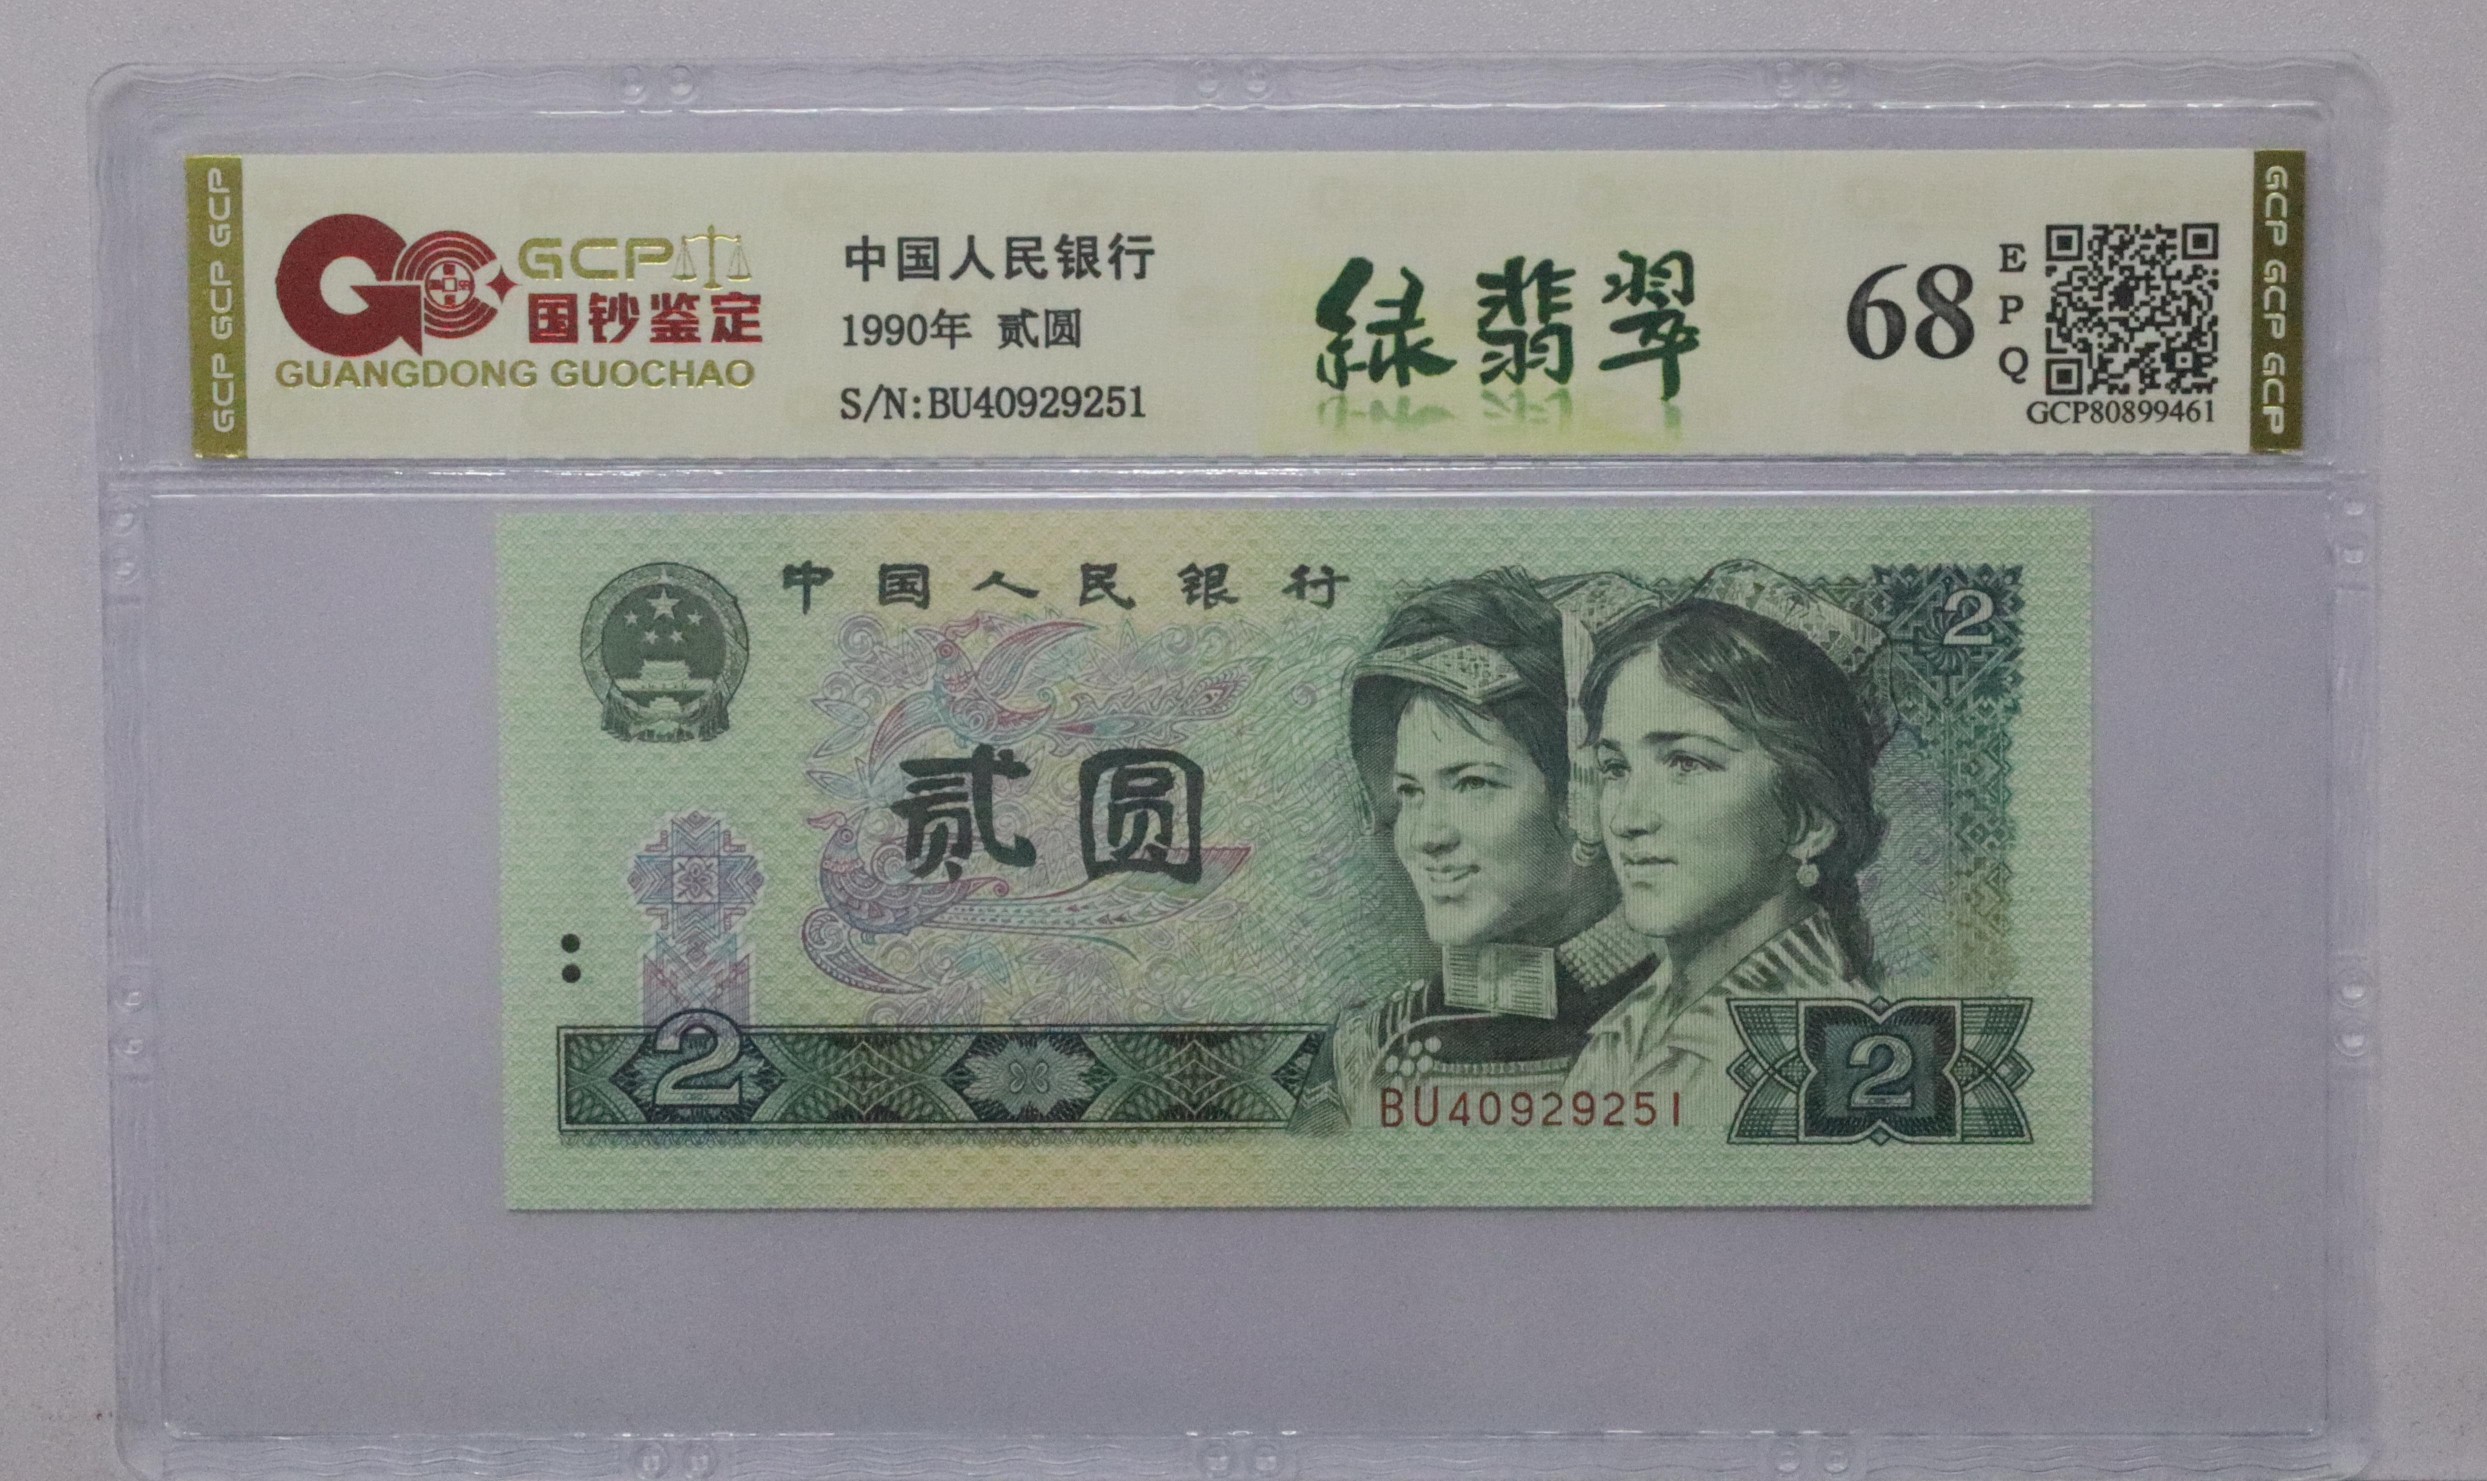 GCP GCP GCP
GCP
国钞鉴定
GUANGDONG GUOCHAO
中国人民银行
1990年 贰圆
S/N:BU40929251
绿翡翠
68
EPQ
GCP80899461
GCP GCP GCP
中国人民银行
2
贰圆
2
BU40929251
2